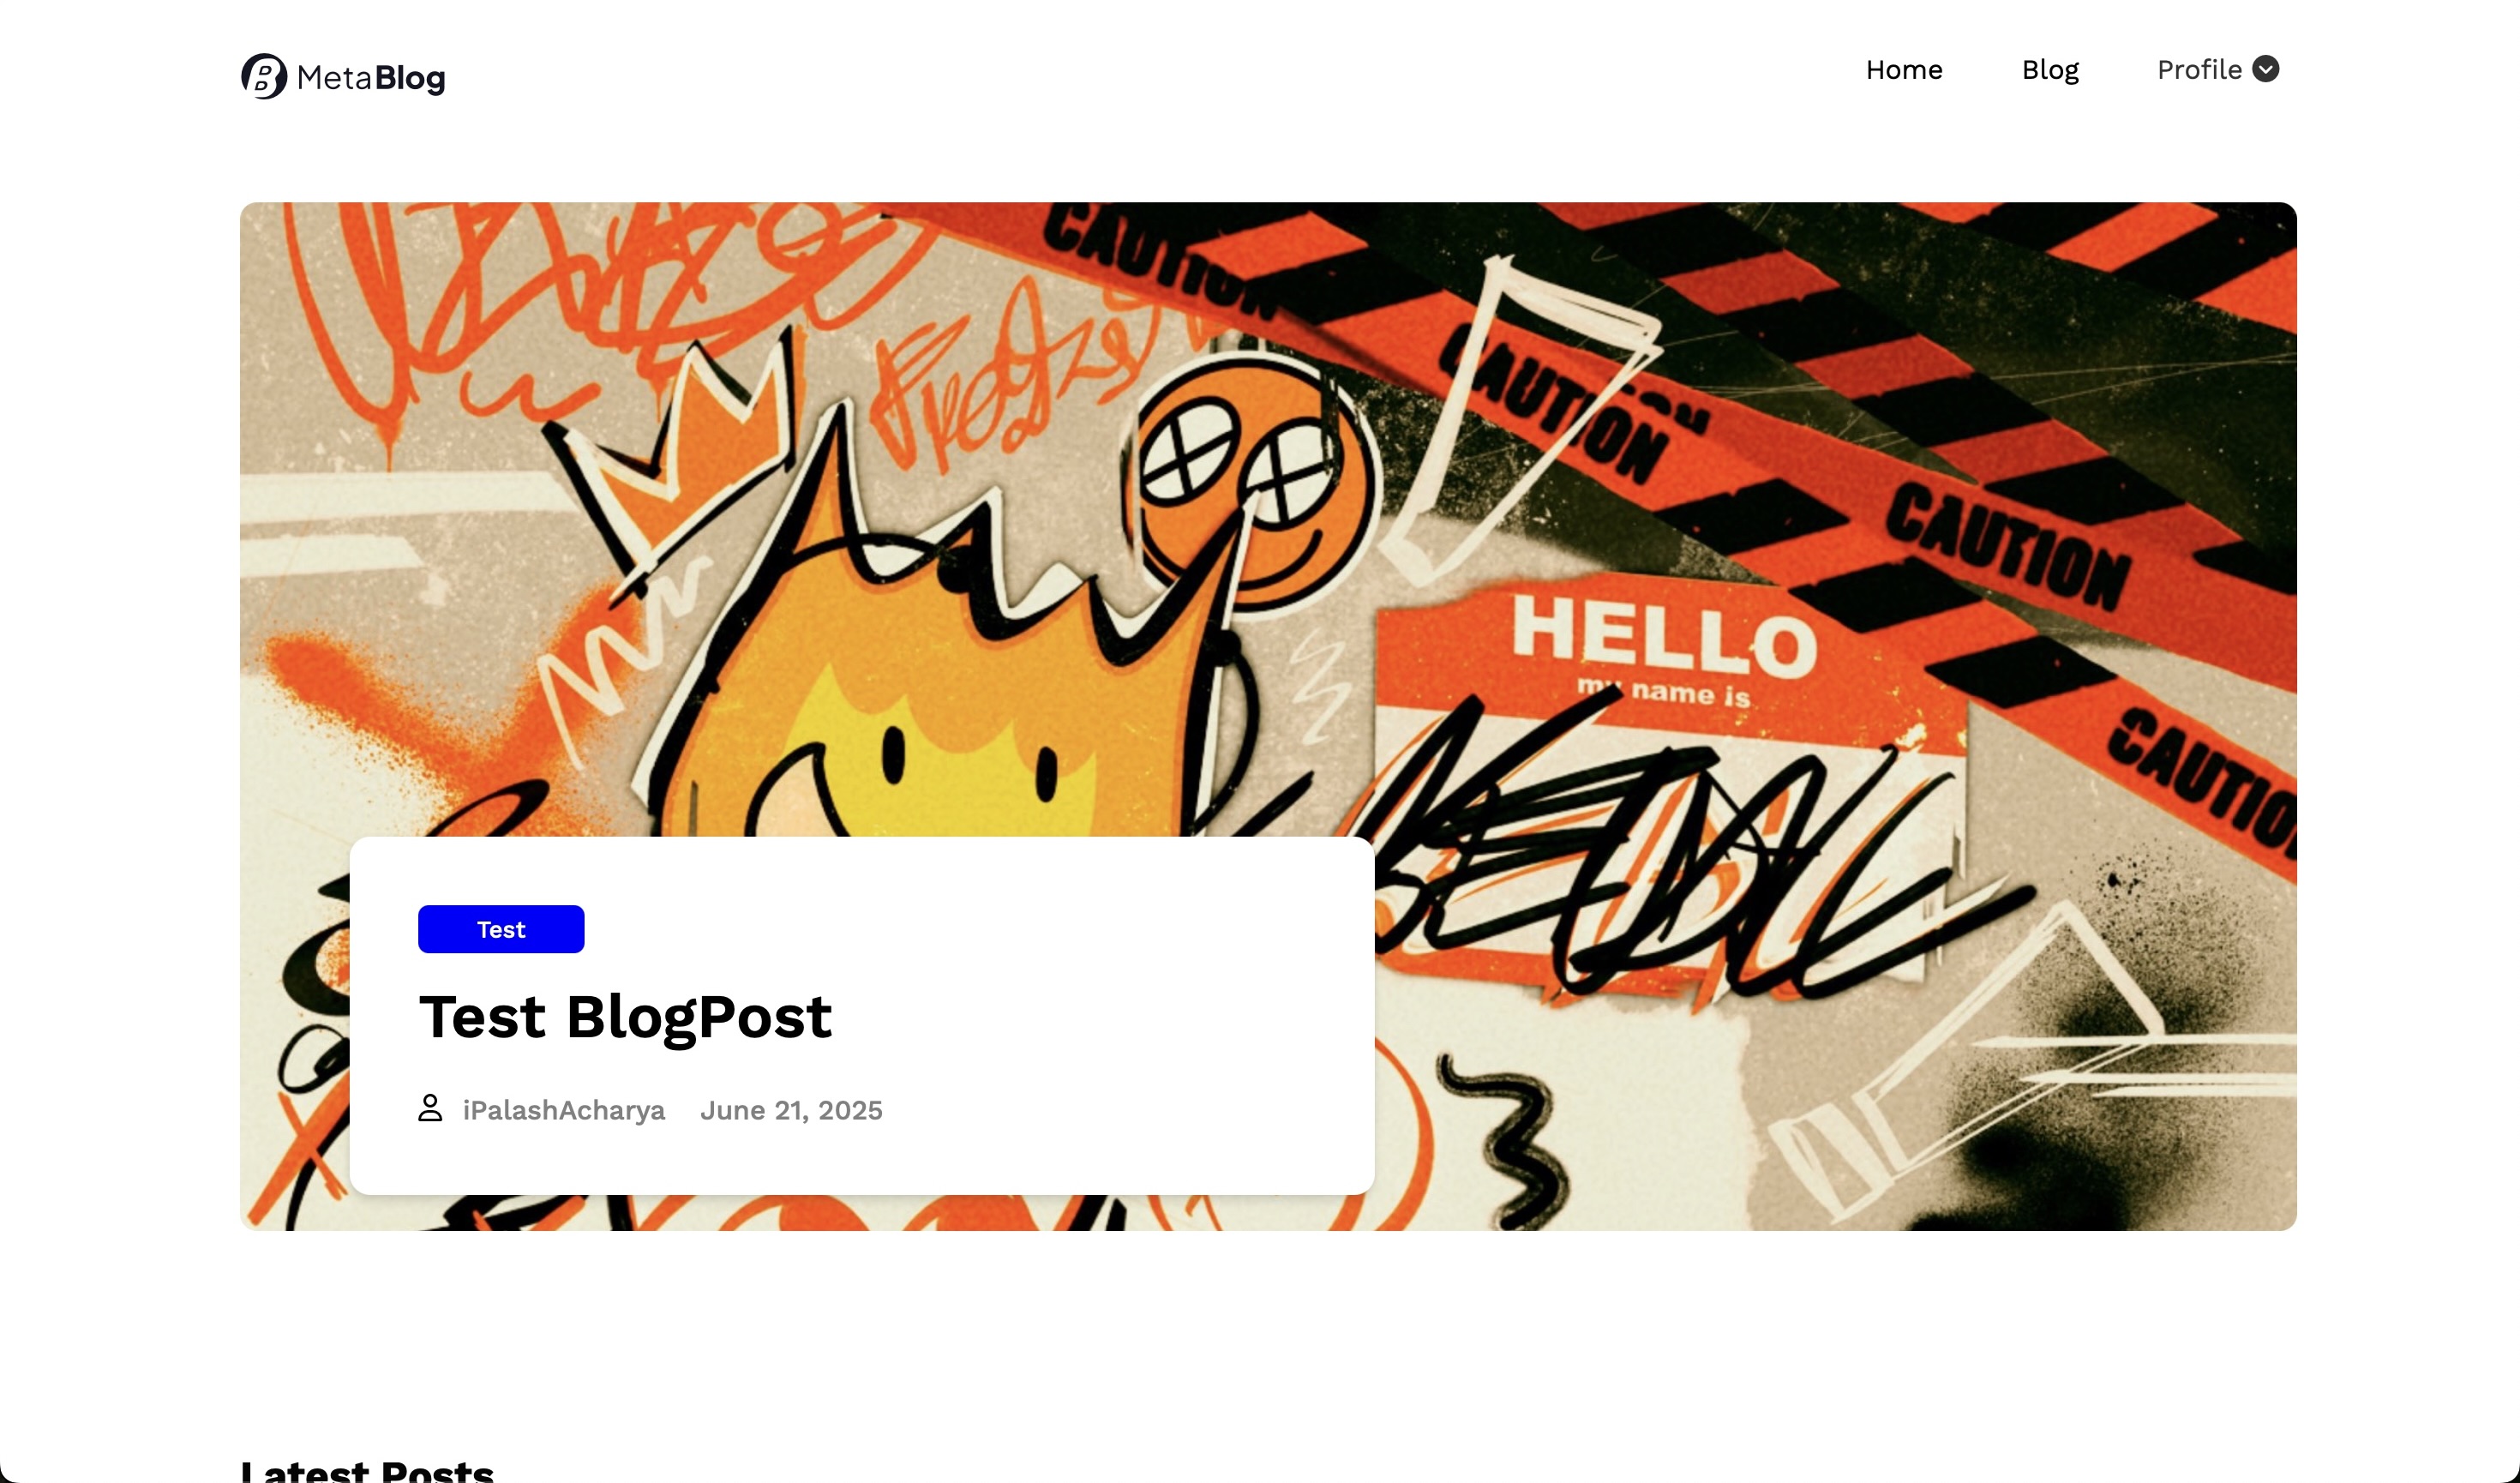 MetaBlog
Home
Blog
Profile
CAUTION
CAUTION
CAUTION
CAUTIO
HELLO
my name is
Test
Test BlogPost
iPalashAcharya
June 21, 2025
Latest Posts